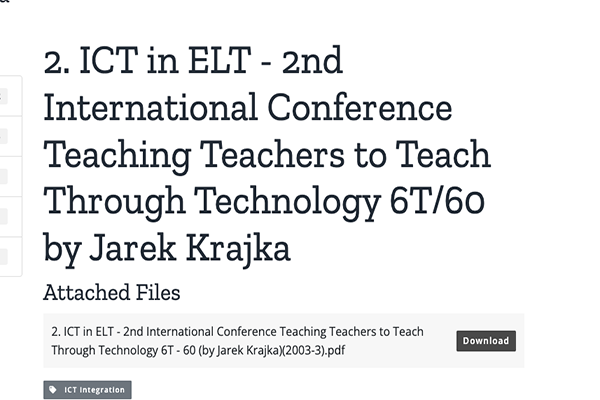 2. ICT in ELT - 2nd
International Conference
Teaching Teachers to Teach
Through Technology 6T/60
by Jarek Krajka
Attached Files
2. ICT in ELT - 2nd International Conference Teaching Teachers to Teach
Through Technology 6T - 60 (by Jarek Krajka)(2003-3).pdf
Download
ICT Integration